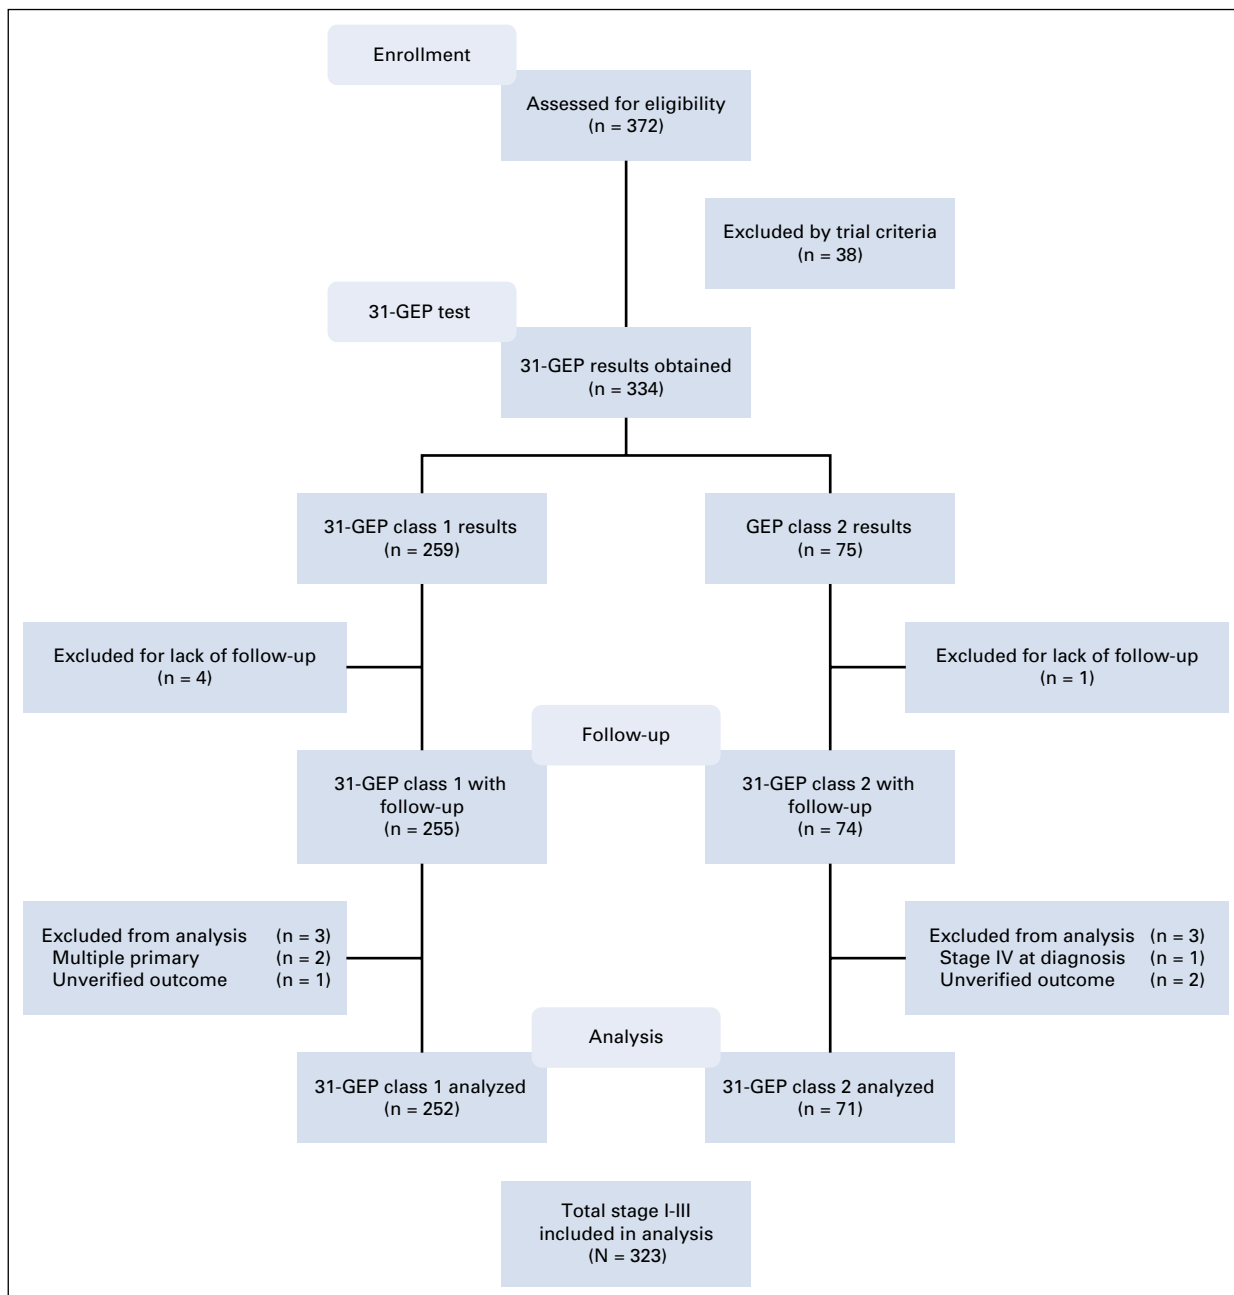 Enrollment
Assessed for eligibility
(n = 372)
Excluded by trial criteria
(n = 38)
31-GEP test
31-GEP results obtained
(n = 334)
31-GEP class 1 results
(n = 259)
GEP class 2 results
(n = 75)
Excluded for lack of follow-up
(n = 4)
Excluded for lack of follow-up
(n = 1)
Follow-up
31-GEP class 1 with
follow-up
(n = 255)
31-GEP class 2 with
follow-up
(n = 74)
Excluded from analysis (n = 3)
Multiple primary (n = 2)
Unverified outcome (n = 1)
Excluded from analysis (n = 3)
Stage IV at diagnosis (n = 1)
Unverified outcome (n = 2)
Analysis
31-GEP class 1 analyzed
(n = 252)
31-GEP class 2 analyzed
(n = 71)
Total stage I-III
included in analysis
(N = 323)